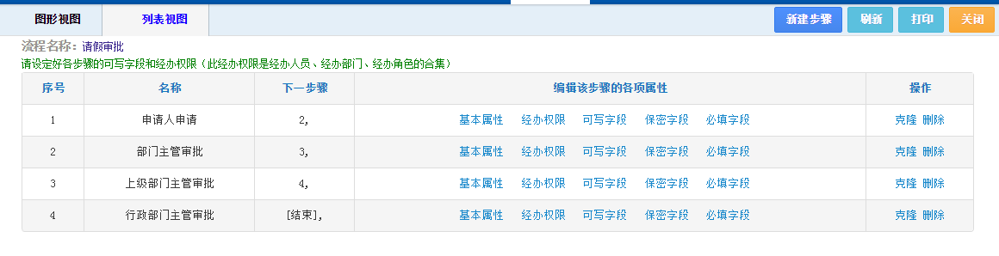 图形视图 列表视图 新建步骤 刷新 打印 关闭
流程名称：请假审批
请设定好各步骤的可写字段和经办权限（此经办权限是经办人员、经办部门、经办角色的合集）
序号 名称 下一步骤 编辑该步骤的各项属性 操作
1 申请人申请 2, 基本属性 经办权限 可写字段 保密字段 必填字段 克隆 删除
2 部门主管审批 3, 基本属性 经办权限 可写字段 保密字段 必填字段 克隆 删除
3 上级部门主管审批 4, 基本属性 经办权限 可写字段 保密字段 必填字段 克隆 删除
4 行政部门主管审批 [结束], 基本属性 经办权限 可写字段 保密字段 必填字段 克隆 删除